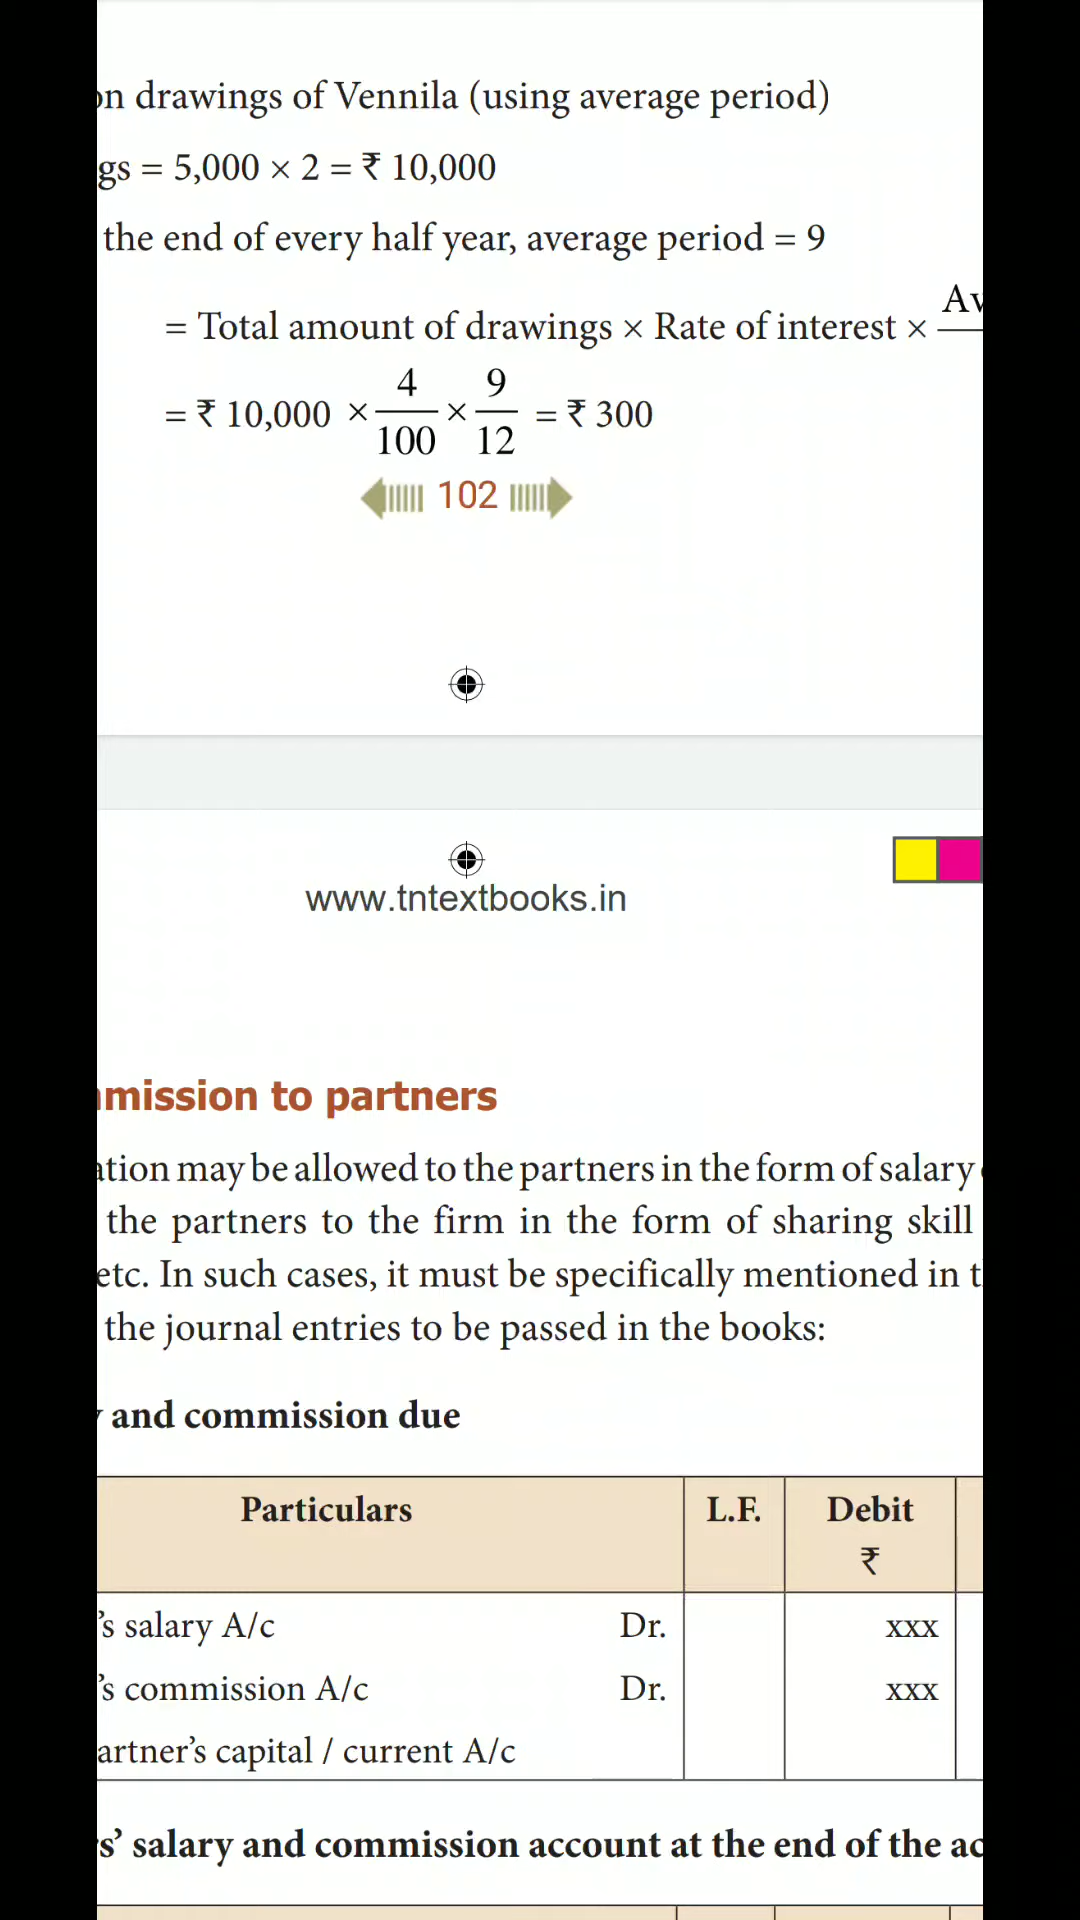 on drawings of Vennila (using average period)
gs = 5,000 × 2 = ₹ 10,000
the end of every half year, average period = 9
= Total amount of drawings × Rate of interest × Av
= ₹ 10,000 × 4/100 × 9/12 = ₹ 300
102
www.tntextbooks.in
mission to partners
ation may be allowed to the partners in the form of salary
the partners to the firm in the form of sharing skill
etc. In such cases, it must be specifically mentioned in t
the journal entries to be passed in the books:
and commission due
Particulars L.F. Debit
₹
's salary A/c Dr. xxx
's commission A/c Dr. xxx
artner's capital / current A/c
s' salary and commission account at the end of the ac